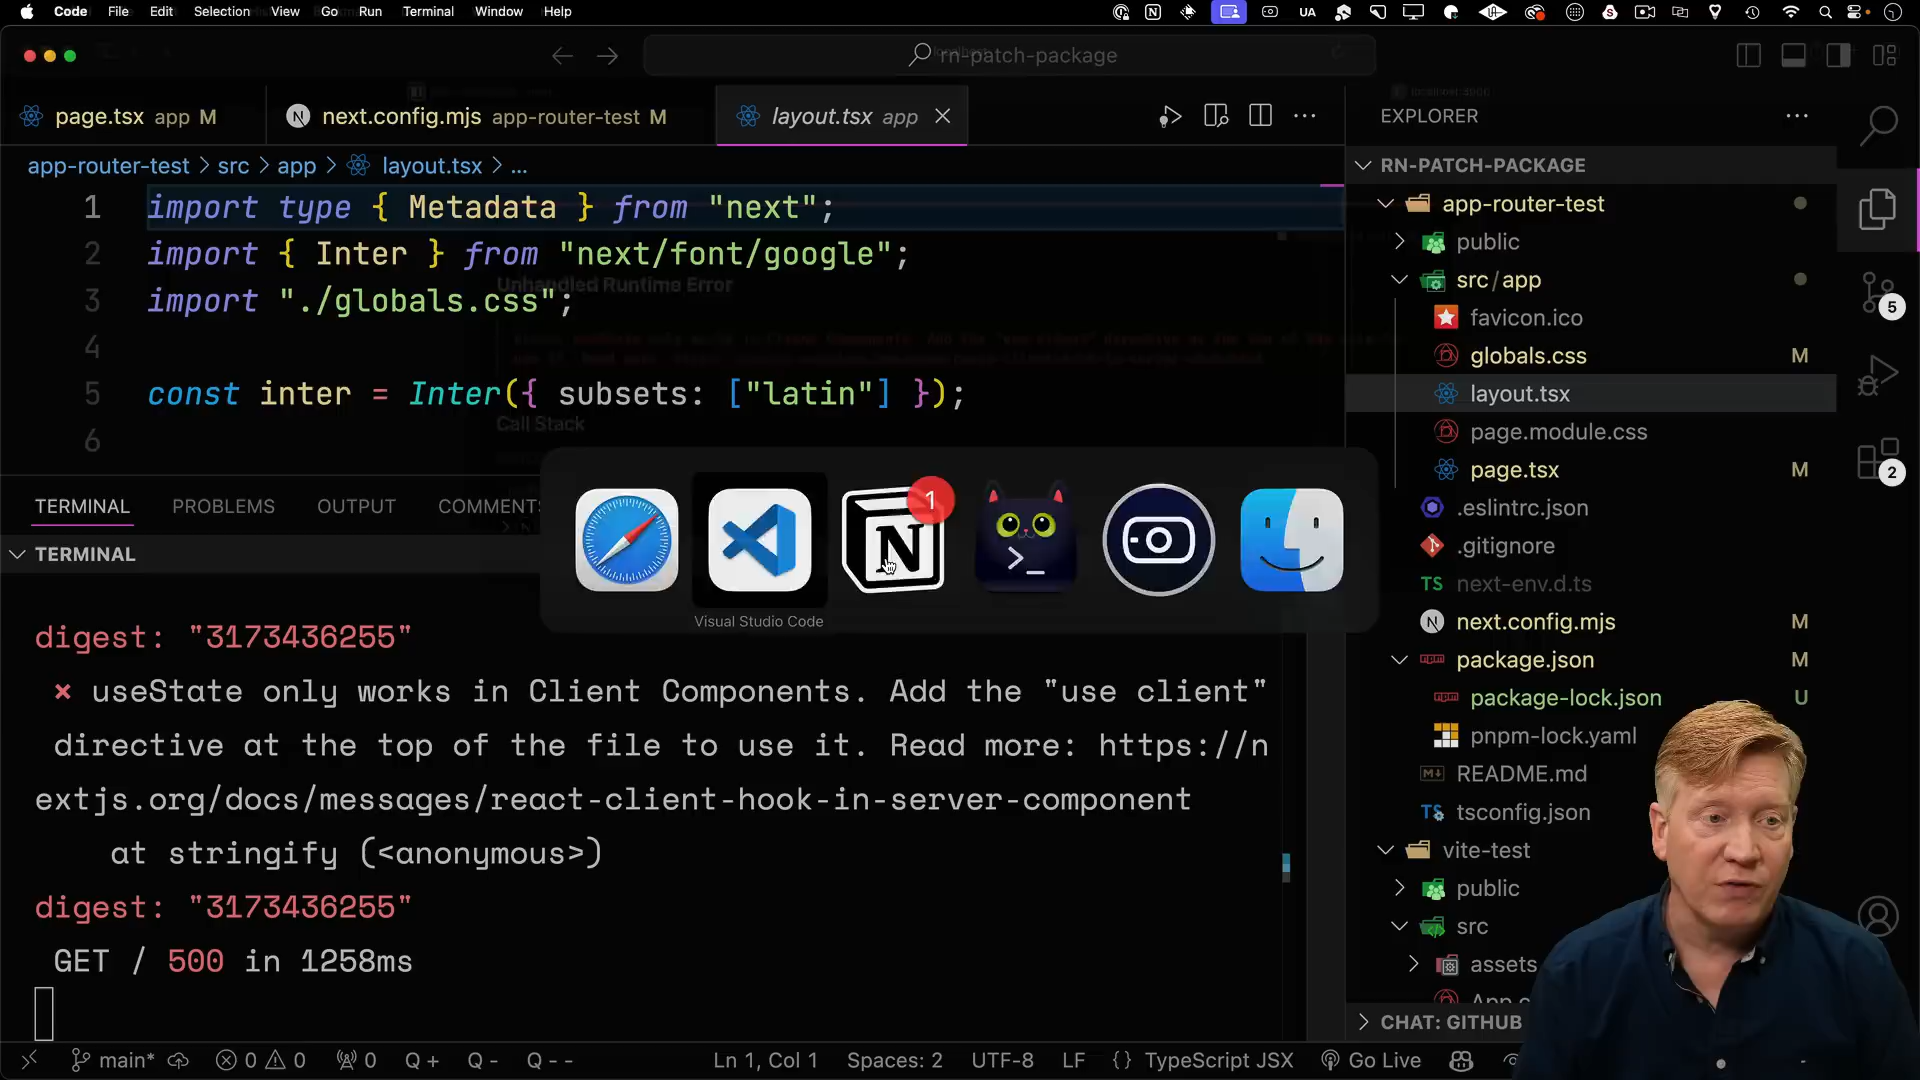 Code File Edit Selection View Go Run Terminal Window Help
UA
rn-patch-package
page.tsx app M
next.config.mjs app-router-test M
layout.tsx app
EXPLORER
app-router-test > src > app > layout.tsx > ...
RN-PATCH-PACKAGE
1 import type { Metadata } from "next";
2 import { Inter } from "next/font/google";
3 import "./globals.css";
4
5 const inter = Inter({ subsets: ["latin"] });
6
Unhandled Runtime Error
Call Stack
app-router-test
public
src/app
favicon.ico
globals.css M
layout.tsx
page.module.css
page.tsx M
.eslintrc.json
.gitignore
next-env.d.ts
next.config.mjs M
package.json M
package-lock.json U
pnpm-lock.yaml
README.md
tsconfig.json
vite-test
public
src
assets
CHAT: GITHUB
5
2
1
Visual Studio Code
TERMINAL PROBLEMS OUTPUT COMMENTS
TERMINAL
digest: "3173436255"
× useState only works in Client Components. Add the "use client"
directive at the top of the file to use it. Read more: https://n
extjs.org/docs/messages/react-client-hook-in-server-component
at stringify (<anonymous>)
digest: "3173436255"
GET / 500 in 1258ms
main* 0 0 0 Q + Q - Q - - Ln 1, Col 1 Spaces: 2 UTF-8 LF {} TypeScript JSX Go Live